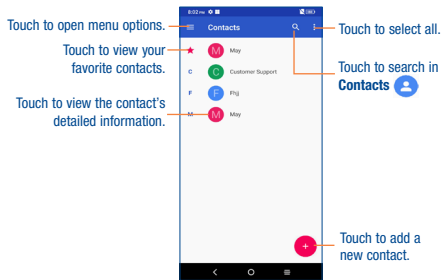 Touch to open menu options.
Touch to view your
favorite contacts.
Touch to view the contact's
detailed information.
8:02 PM
Contacts
M May
C C Customer Support
F F Fhjj
M M May
+
Touch to select all.
Touch to search in
Contacts
Touch to add a
new contact.